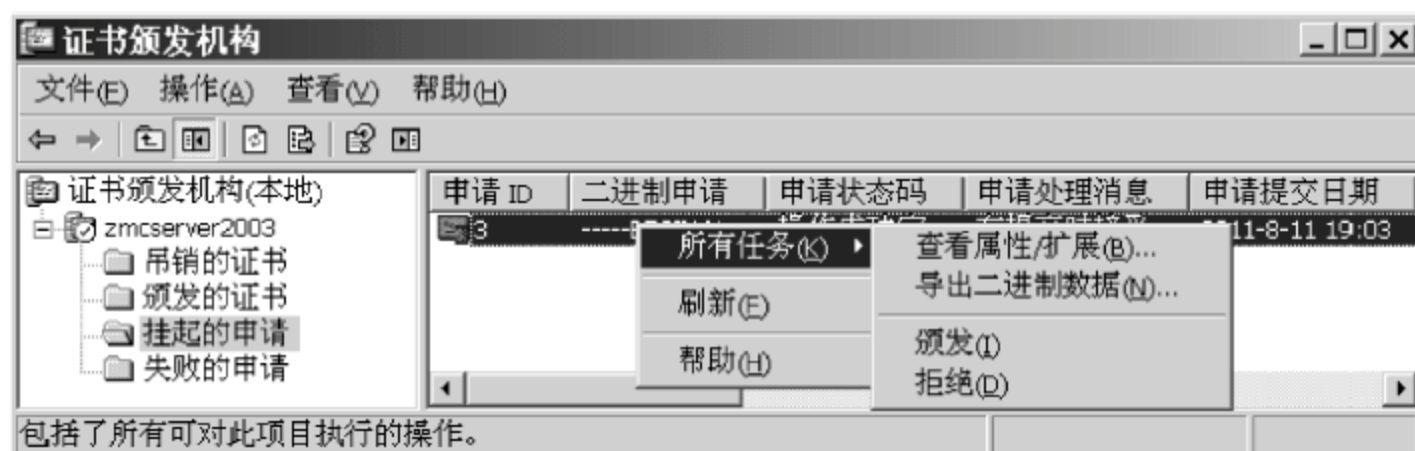 证书颁发机构
文件(F) 操作(A) 查看(V) 帮助(H)
证书颁发机构(本地)
申请 ID 二进制申请 申请状态码 申请处理消息 申请提交日期
zmcserver2003
3 ----- 11-8-11 19:03
吊销的证书
颁发的证书
挂起的申请
失败的申请
所有任务(K)
刷新(F)
帮助(H)
查看属性/扩展(B)...
导出二进制数据(N)...
颁发(I)
拒绝(D)
包括了所有可对此项目执行的操作。